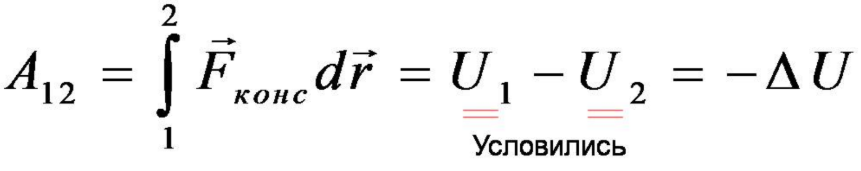 A₁₂ = ∫₁² F⃗конс dr⃗ = U₁ − U₂ = −ΔU
Условились